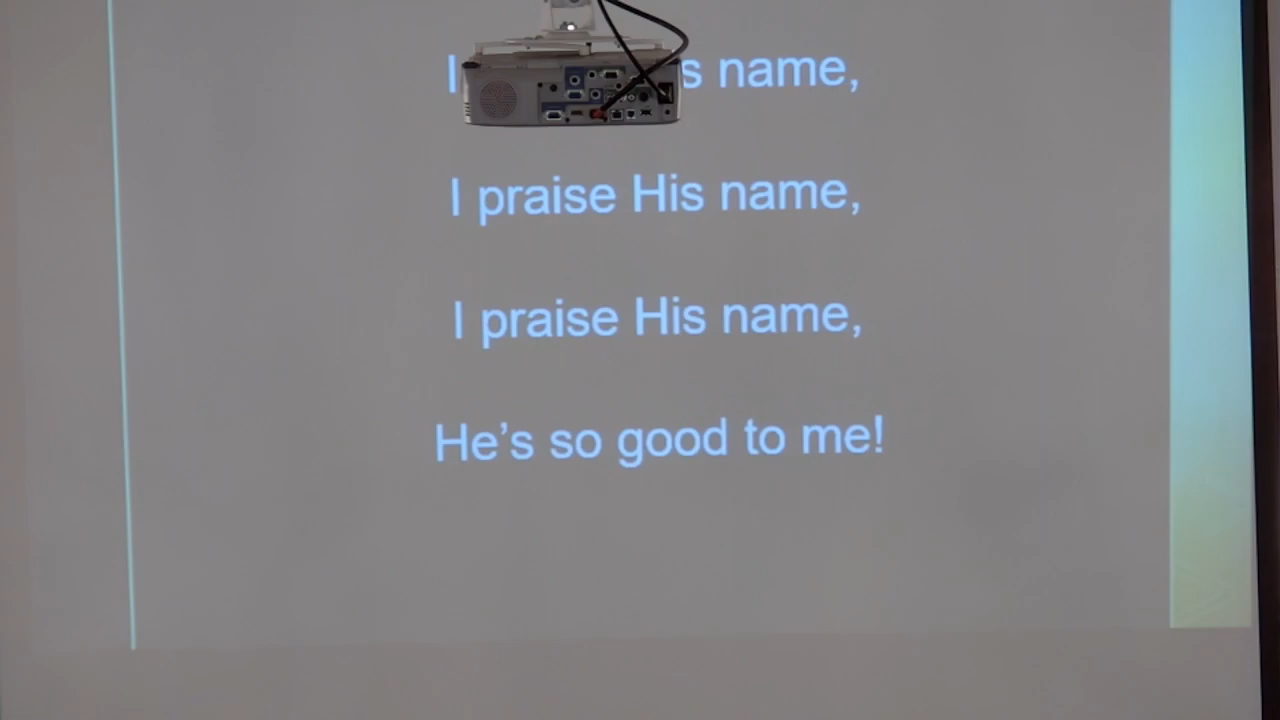 I name,
I praise His name,
I praise His name,
He's so good to me!